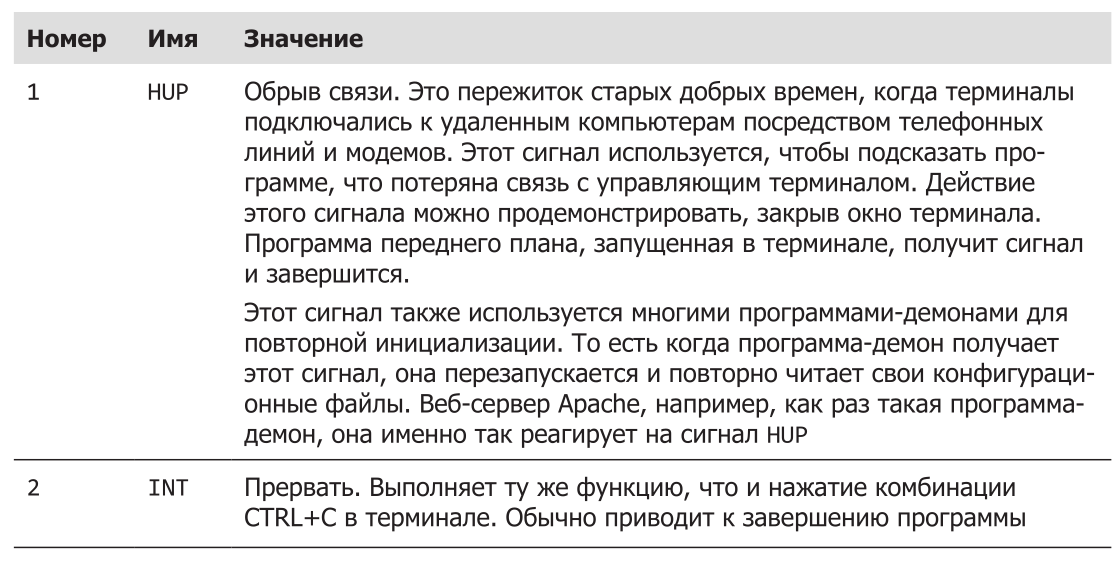 Номер Имя Значение
1 HUP Обрыв связи. Это пережиток старых добрых времен, когда терминалы
подключались к удаленным компьютерам посредством телефонных
линий и модемов. Этот сигнал используется, чтобы подсказать про-
грамме, что потеряна связь с управляющим терминалом. Действие
этого сигнала можно продемонстрировать, закрыв окно терминала.
Программа переднего плана, запущенная в терминале, получит сигнал
и завершится.
Этот сигнал также используется многими программами-демонами для
повторной инициализации. То есть когда программа-демон получает
этот сигнал, она перезапускается и повторно читает свои конфигураци-
онные файлы. Веб-сервер Apache, например, как раз такая программа-
демон, она именно так реагирует на сигнал HUP
2 INT Прервать. Выполняет ту же функцию, что и нажатие комбинации
CTRL+C в терминале. Обычно приводит к завершению программы